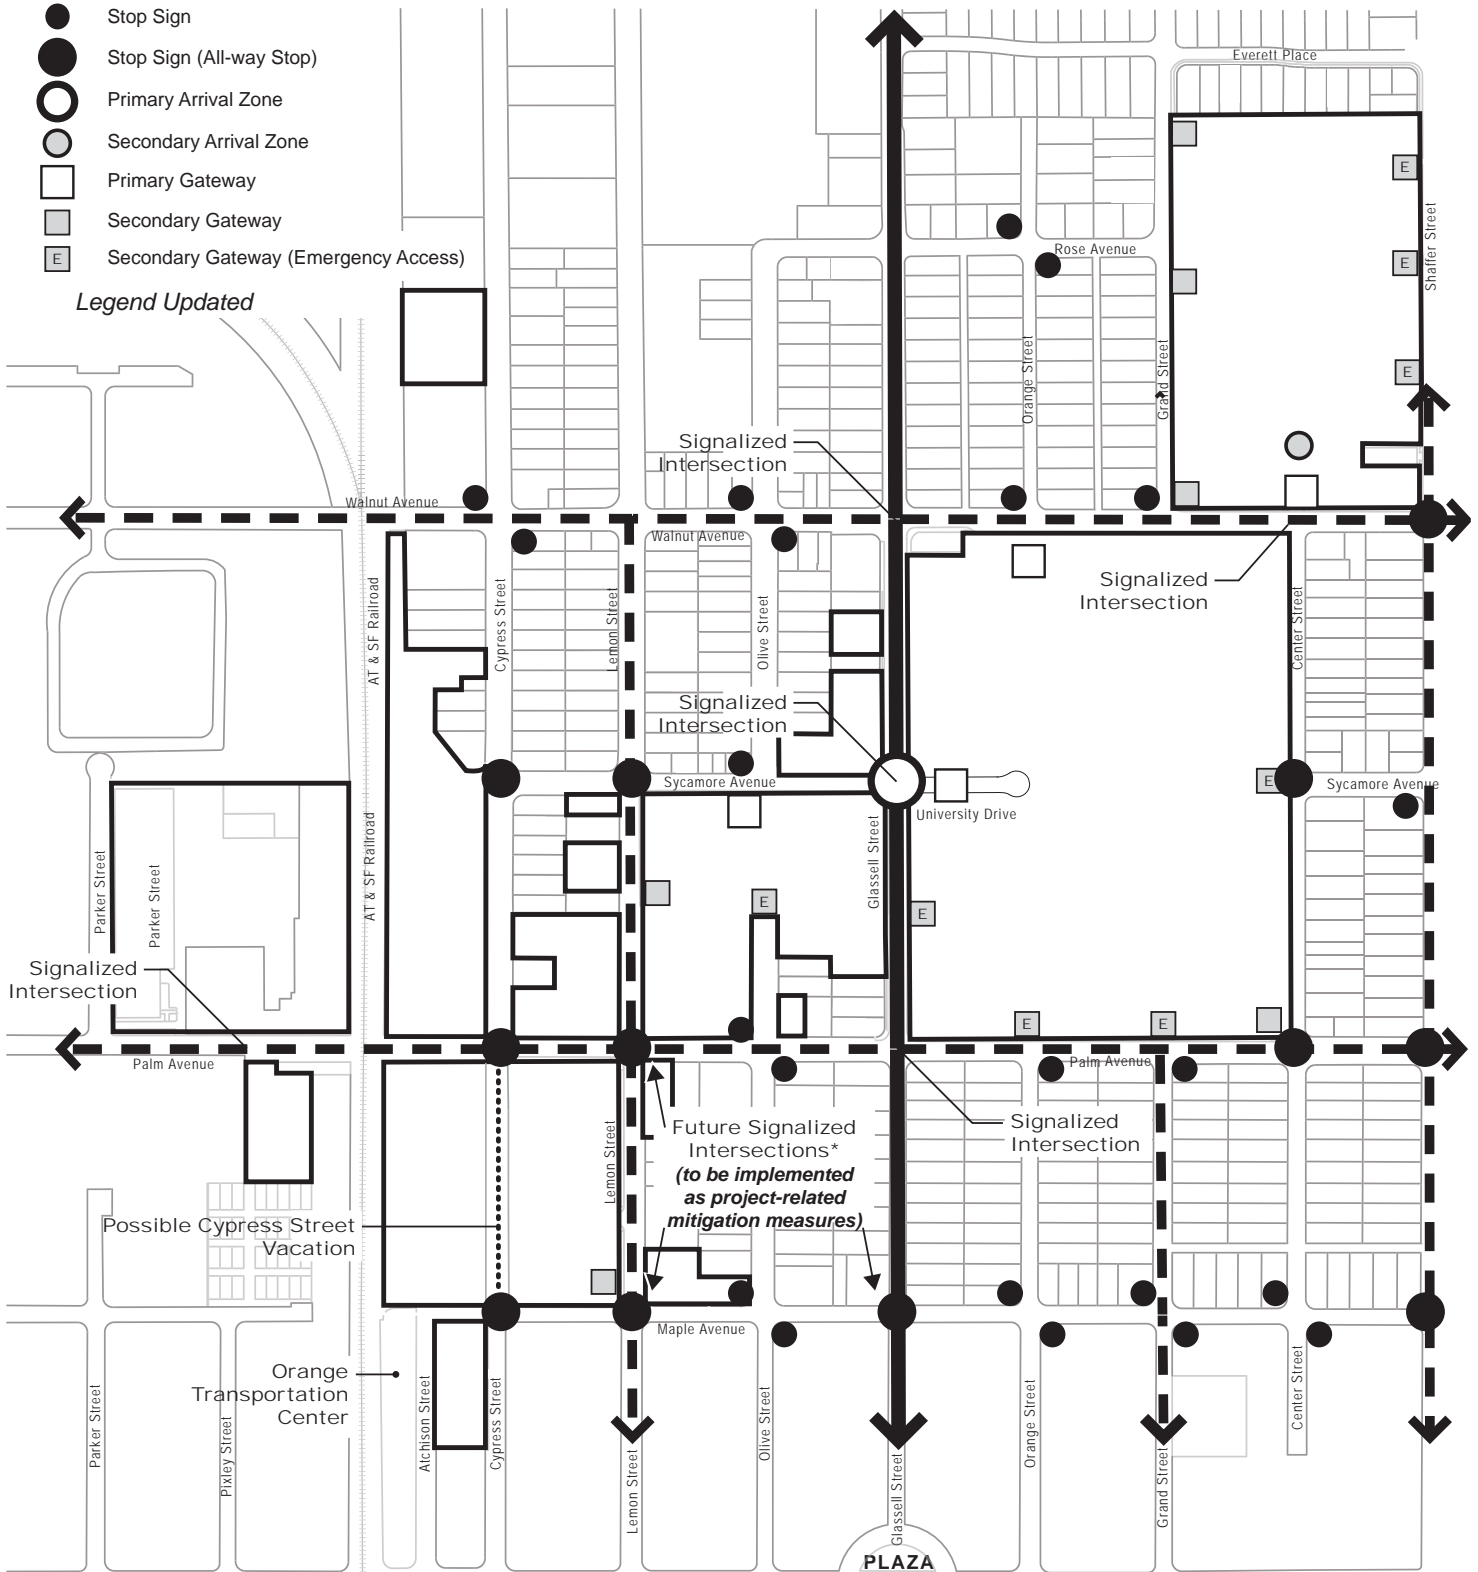 Stop Sign
Stop Sign (All-way Stop)
Primary Arrival Zone
Secondary Arrival Zone
Primary Gateway
Secondary Gateway
E
Secondary Gateway (Emergency Access)
Legend Updated
Everett Place
E
Shaffer Street
Rose Avenue
E
Orange Street
Grand Street
E
Signalized
Intersection
Walnut Avenue
Walnut Avenue
Signalized
Intersection
AT & SF Railroad
Cypress Street
Lemon Street
Olive Street
Center Street
Signalized
Intersection
Sycamore Avenue
E
Sycamore Avenue
University Drive
Glassell Street
AT & SF Railroad
Parker Street
Parker Street
E
E
Signalized
Intersection
E
E
Palm Avenue
Palm Avenue
Future Signalized
Intersections*
(to be implemented
as project-related
mitigation measures)
Signalized
Intersection
Lemon Street
Possible Cypress Street
Vacation
Maple Avenue
Orange
Transportation
Center
Parker Street
Pixley Street
Atchison Street
Cypress Street
Lemon Street
Olive Street
Glassell Street
Orange Street
Grand Street
Center Street
PLAZA